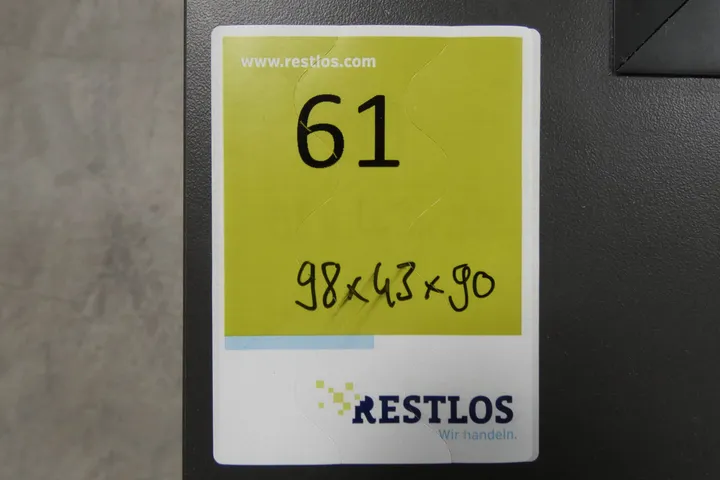 www.restlos.com
61
98x43x90
RESTLOS
Wir handeln.